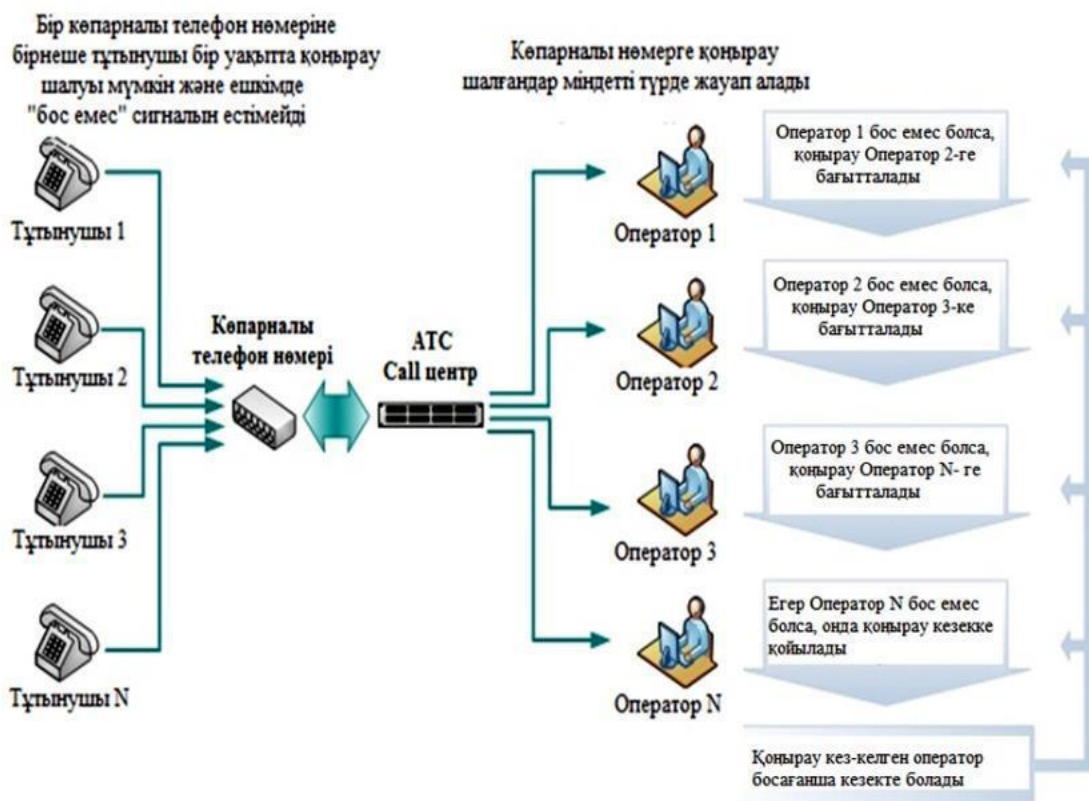 Бір көпарналы телефон нөмеріне
бірнеше тұтынушы бір уақытта қоңырау
шалуы мүмкін және ешкімде
"бос емес" сигналын естімейді
Көпарналы нөмерге қоңырау
шалғандар міндетті түрде жауап алады
Тұтынушы 1
Тұтынушы 2
Тұтынушы 3
Тұтынушы N
Көпарналы
телефон нөмері
АТС
Call центр
Оператор 1
Оператор 2
Оператор 3
Оператор N
Оператор 1 бос емес болса,
қоңырау Оператор 2-ге
бағытталады
Оператор 2 бос емес болса,
қоңырау Оператор 3-ке
бағытталады
Оператор 3 бос емес болса,
қоңырау Оператор N- ге
бағытталады
Егер Оператор N бос емес
болса, онда қоңырау кезекке
қойылады
Қоңырау кез-келген оператор
босағанша кезекте болады